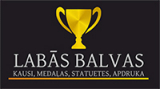 LABĀS BALVAS
KAUSI, MEDAĻAS, STATUETES, APDRUKA